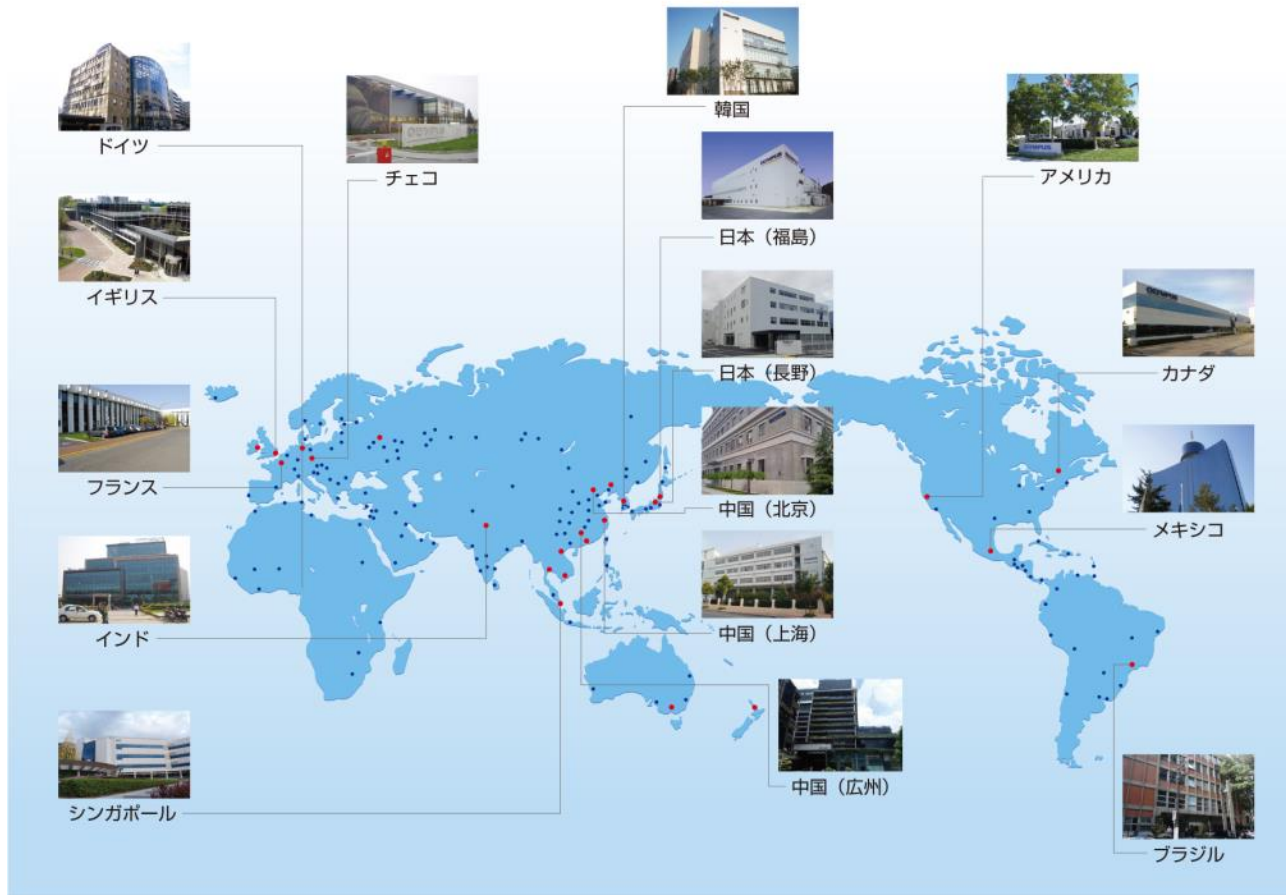 ドイツ
チェコ
韓国
アメリカ
OLYMPUS
日本（福島）
イギリス
OLYMPUS
カナダ
日本（長野）
フランス
中国（北京）
メキシコ
インド
中国（上海）
シンガポール
中国（広州）
ブラジル